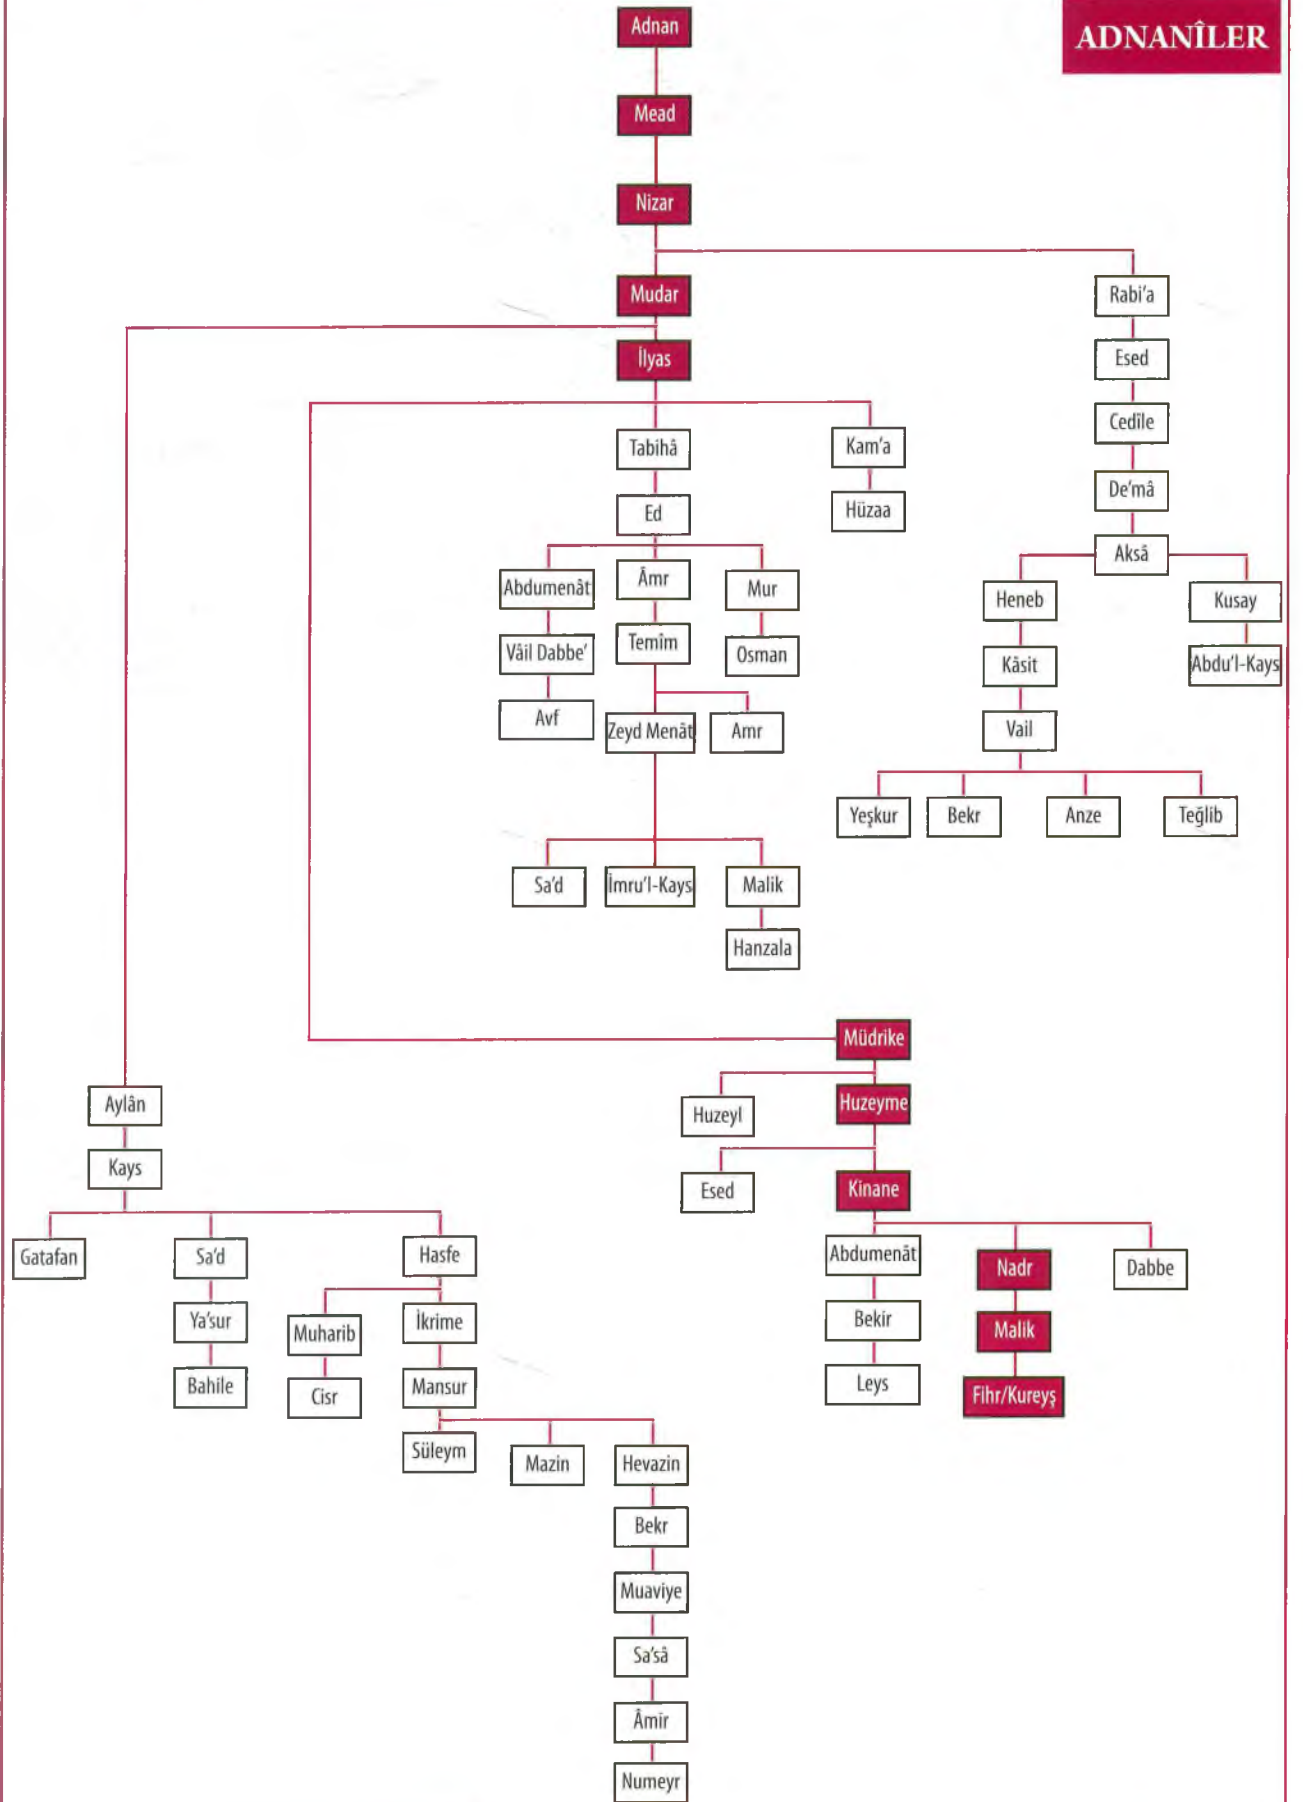 ADNANÎLER
Adnan
Mead
Nizar
Mudar
Rabi'a
İlyas
Esed
Cedîle
Tabihâ
Kam'a
De'mâ
Ed
Hüzaa
Aksâ
Abdumenât
Âmr
Mur
Heneb
Kusay
Vâil Dabbe'
Temîm
Osman
Kâsit
Abdu'l-Kays
Avf
Zeyd Menât
Amr
Vail
Yeşkur
Bekr
Anze
Teğlib
Sa'd
İmru'l-Kays
Malik
Hanzala
Müdrike
Aylân
Huzeyl
Huzeyme
Kays
Esed
Kinane
Gatafan
Sa'd
Hasfe
Abdumenât
Nadr
Dabbe
Ya'sur
Muharib
İkrime
Bekir
Malik
Bahile
Cisr
Mansur
Leys
Fihr/Kureyş
Süleym
Mazin
Hevazin
Bekr
Muaviye
Sa'sâ
Âmir
Numeyr